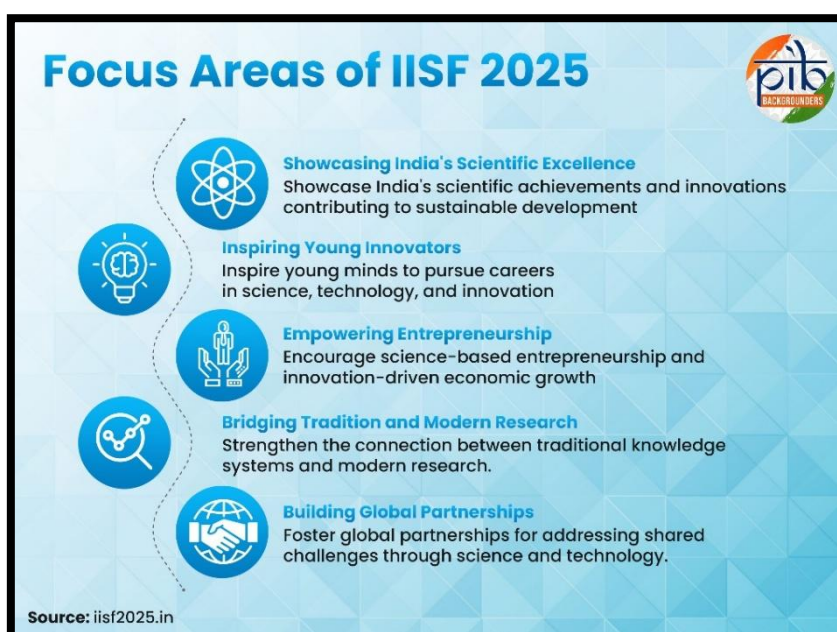 Focus Areas of IISF 2025
pib
BACKGROUNDERS
Showcasing India's Scientific Excellence
Showcase India's scientific achievements and innovations
contributing to sustainable development
Inspiring Young Innovators
Inspire young minds to pursue careers
in science, technology, and innovation
Empowering Entrepreneurship
Encourage science-based entrepreneurship and
innovation-driven economic growth
Bridging Tradition and Modern Research
Strengthen the connection between traditional knowledge
systems and modern research.
Building Global Partnerships
Foster global partnerships for addressing shared
challenges through science and technology.
Source: iisf2025.in